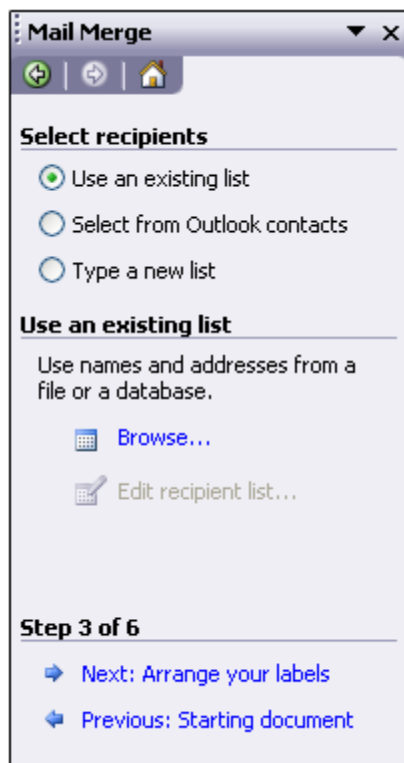 Mail Merge
Select recipients
Use an existing list
Select from Outlook contacts
Type a new list
Use an existing list
Use names and addresses from a
file or a database.
Browse...
Edit recipient list...
Step 3 of 6
Next: Arrange your labels
Previous: Starting document